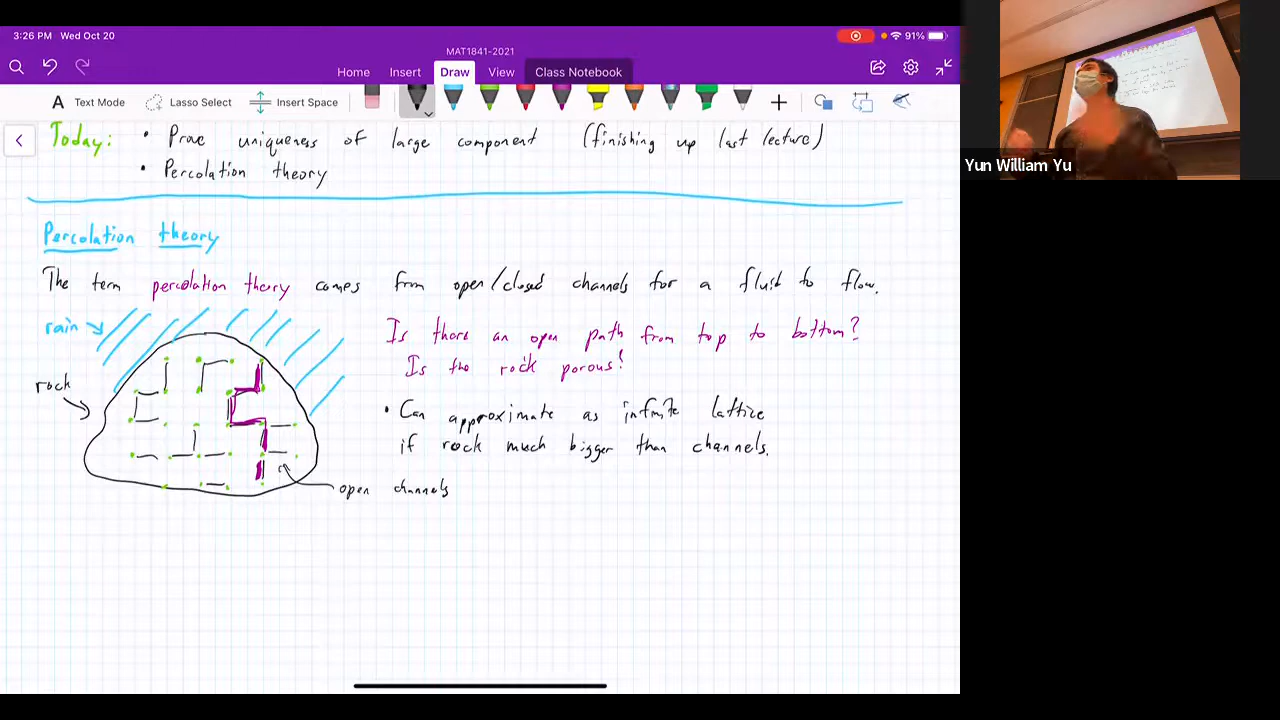 3:26 PM Wed Oct 20
91%
MAT1841-2021
Home Insert Draw View Class Notebook
Text Mode Lasso Select Insert Space
Today: • Prove uniqueness of large component (finishing up last lecture)
• Percolation theory
Percolation theory
The term percolation theory comes from open/closed channels for a fluid to flow.
rain
Is there an open path from top to bottom?
Is the rock porous?
rock
• Can approximate as infinite lattice
if rock much bigger than channels.
open channels
Yun William Yu